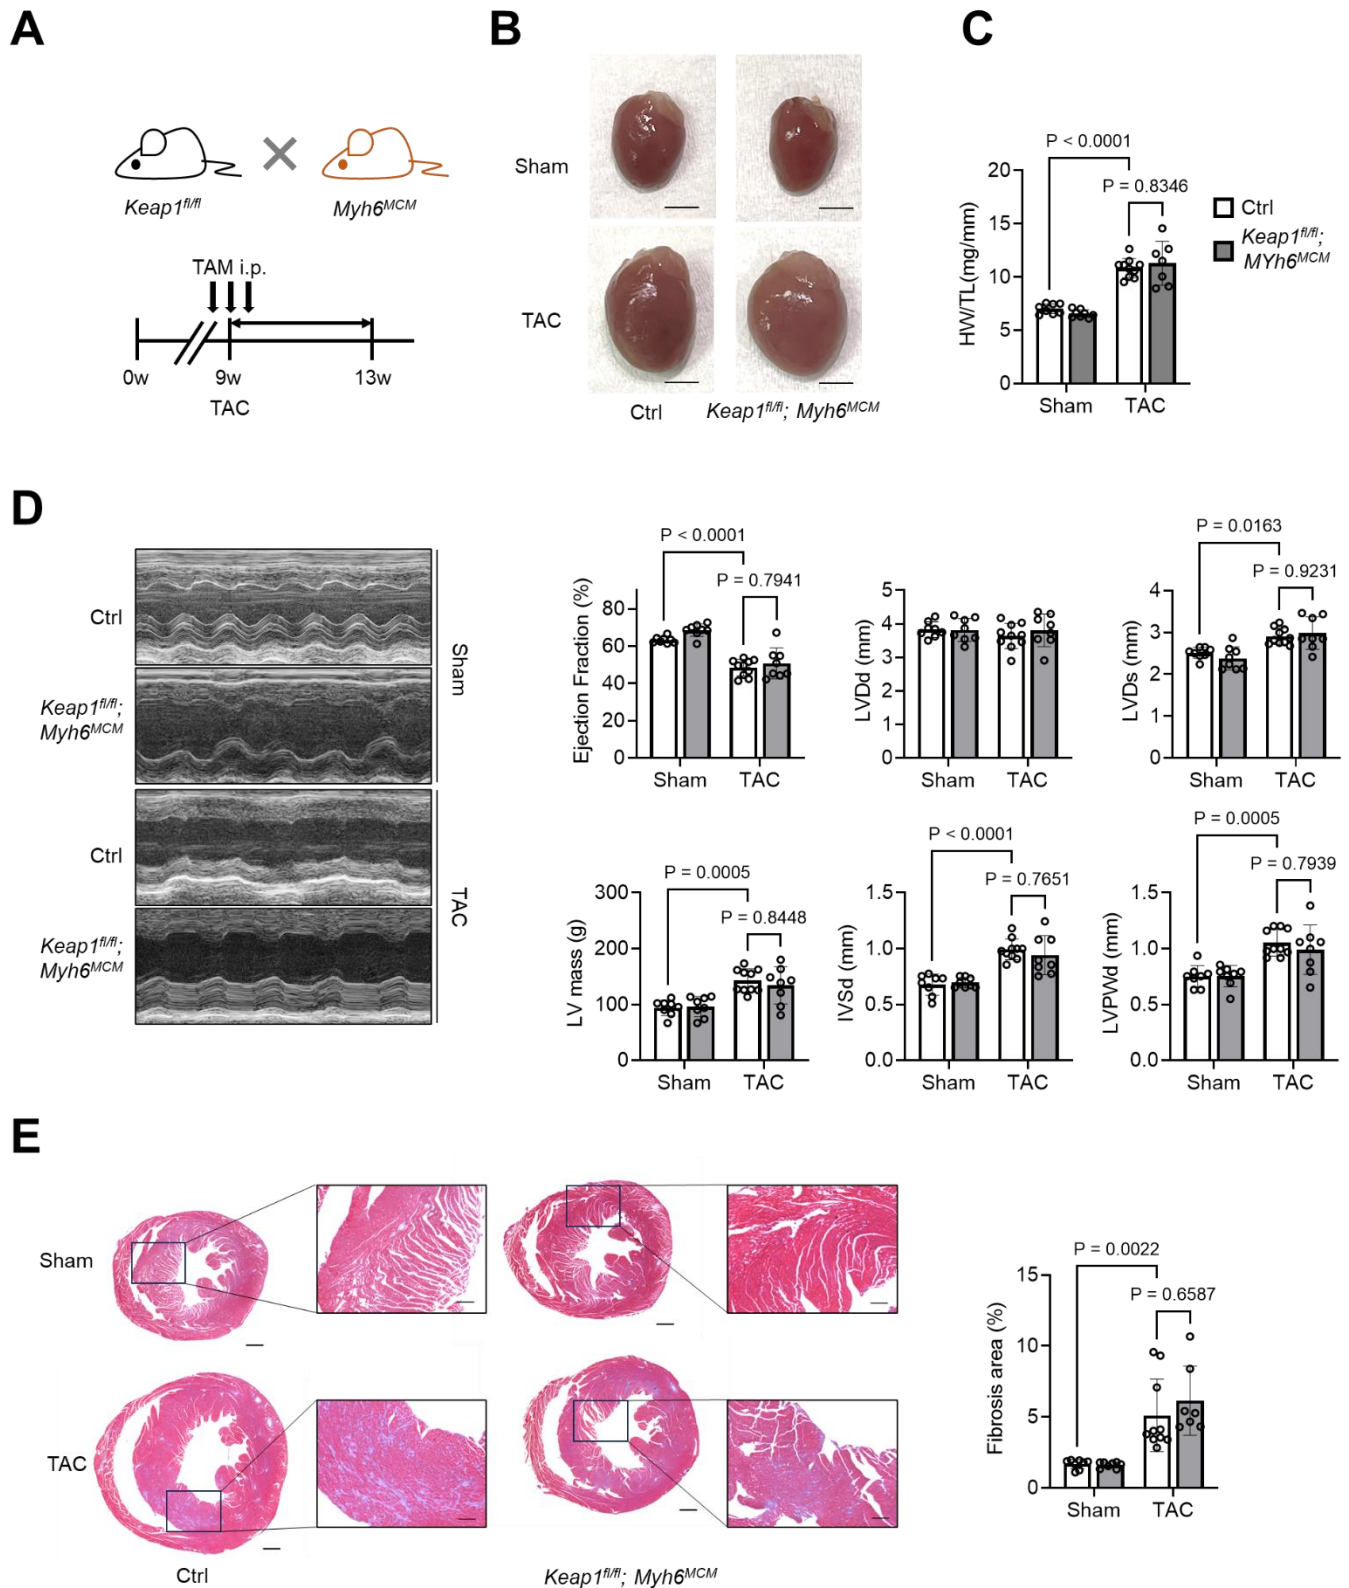 A
Keap1fl/fl
Myh6MCM
TAM i.p.
0w
9w
13w
TAC
B
Sham
TAC
Ctrl
Keap1fl/fl; Myh6MCM
C
P < 0.0001
P = 0.8346
HW/TL(mg/mm)
20
15
10
5
0
Sham
TAC
Ctrl
Keap1fl/fl;
MYh6MCM
D
Ctrl
Keap1fl/fl;
Myh6MCM
Sham
Ctrl
Keap1fl/fl;
Myh6MCM
TAC
P < 0.0001
P = 0.7941
Ejection Fraction (%)
80
60
40
20
0
Sham
TAC
LVDd (mm)
5
4
3
2
1
0
Sham
TAC
P = 0.0163
P = 0.9231
LVDs (mm)
4
3
2
1
0
Sham
TAC
P = 0.0005
P = 0.8448
LV mass (g)
300
200
100
0
Sham
TAC
P < 0.0001
P = 0.7651
IVSd (mm)
1.5
1.0
0.5
0.0
Sham
TAC
P = 0.0005
P = 0.7939
LVPWd (mm)
1.5
1.0
0.5
0.0
Sham
TAC
E
Sham
TAC
Ctrl
Keap1fl/fl; Myh6MCM
P = 0.0022
P = 0.6587
Fibrosis area (%)
15
10
5
0
Sham
TAC